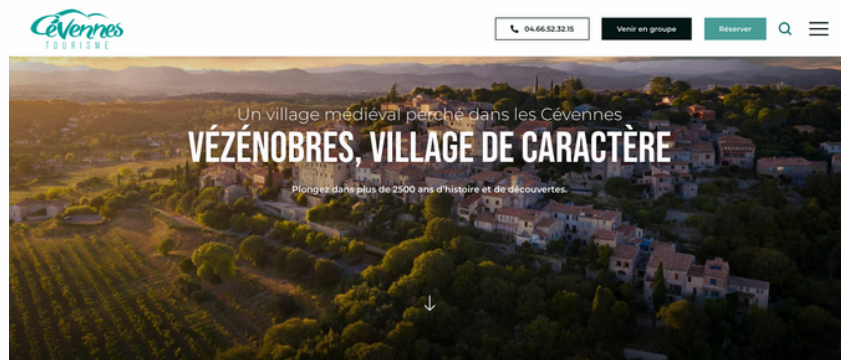 Cévennes
TOURISME
04.66.52.32.15
Venir en groupe
Réserver
Un village médiéval perché dans les Cévennes
VÉZÉNOBRES, VILLAGE DE CARACTÈRE
Plongez dans plus de 2500 ans d'histoire et de découvertes.